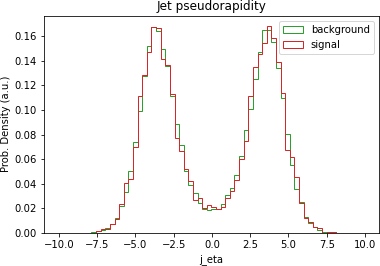 Jet pseudorapidity
background
signal
Prob. Density (a.u.)
0.16
0.14
0.12
0.10
0.08
0.06
0.04
0.02
0.00
−10.0 −7.5 −5.0 −2.5 0.0 2.5 5.0 7.5 10.0
j_eta